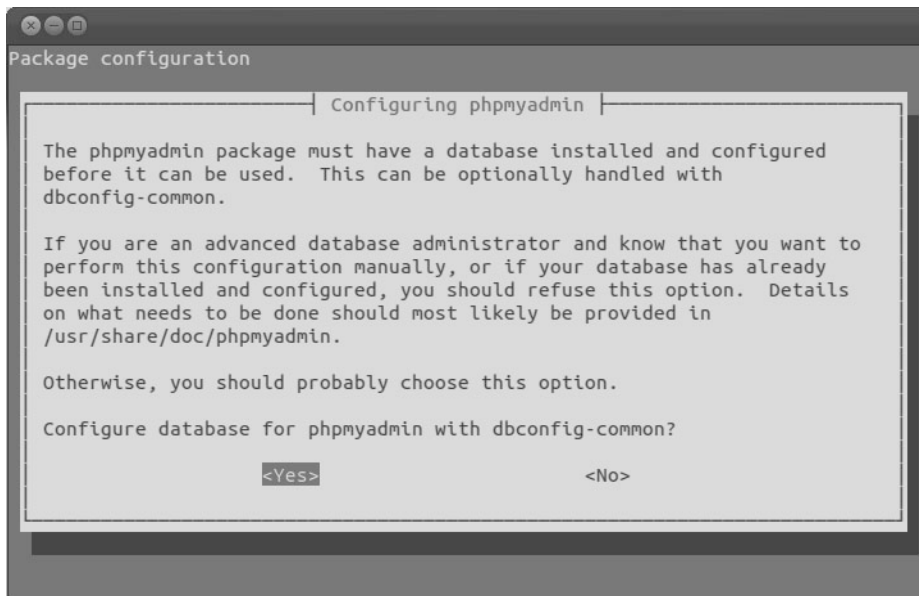 Package configuration
Configuring phpmyadmin
The phpmyadmin package must have a database installed and configured
before it can be used.  This can be optionally handled with
dbconfig-common.
If you are an advanced database administrator and know that you want to
perform this configuration manually, or if your database has already
been installed and configured, you should refuse this option.  Details
on what needs to be done should most likely be provided in
/usr/share/doc/phpmyadmin.
Otherwise, you should probably choose this option.
Configure database for phpmyadmin with dbconfig-common?
<Yes> <No>